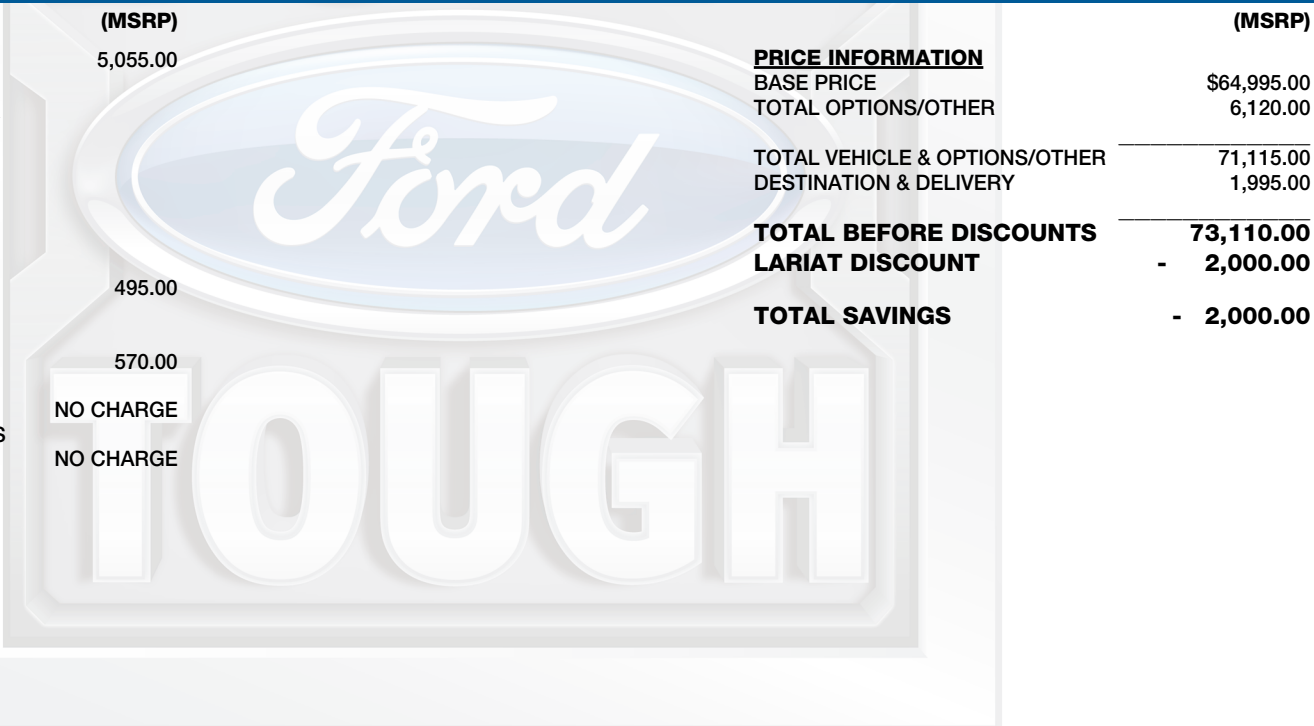 (MSRP)
5,055.00
495.00
570.00
NO CHARGE
S
NO CHARGE
Ford
TOUGH
(MSRP)
PRICE INFORMATION
BASE PRICE $64,995.00
TOTAL OPTIONS/OTHER 6,120.00
TOTAL VEHICLE & OPTIONS/OTHER 71,115.00
DESTINATION & DELIVERY 1,995.00
TOTAL BEFORE DISCOUNTS 73,110.00
LARIAT DISCOUNT - 2,000.00
TOTAL SAVINGS - 2,000.00